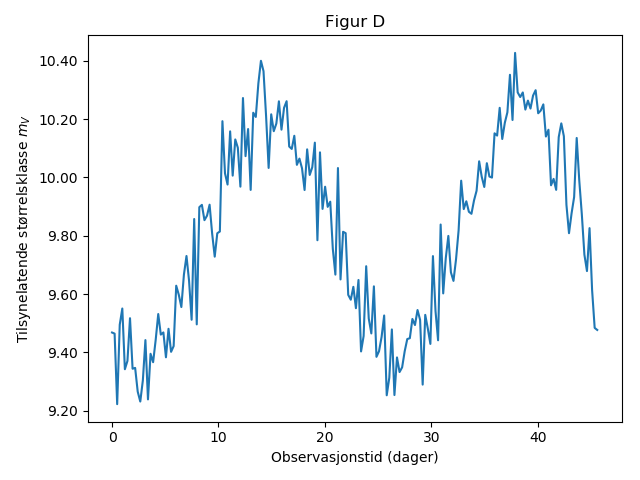 Figur D
Tilsynelatende størrelsklasse $m_V$
10.40
10.20
10.00
9.80
9.60
9.40
9.20
0 10 20 30 40
Observasjonstid (dager)